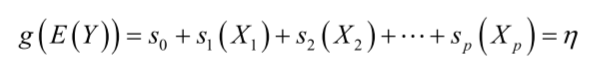 g(E(Y)) = s₀ + s₁(X₁) + s₂(X₂) + ⋯ + sₚ(Xₚ) = η